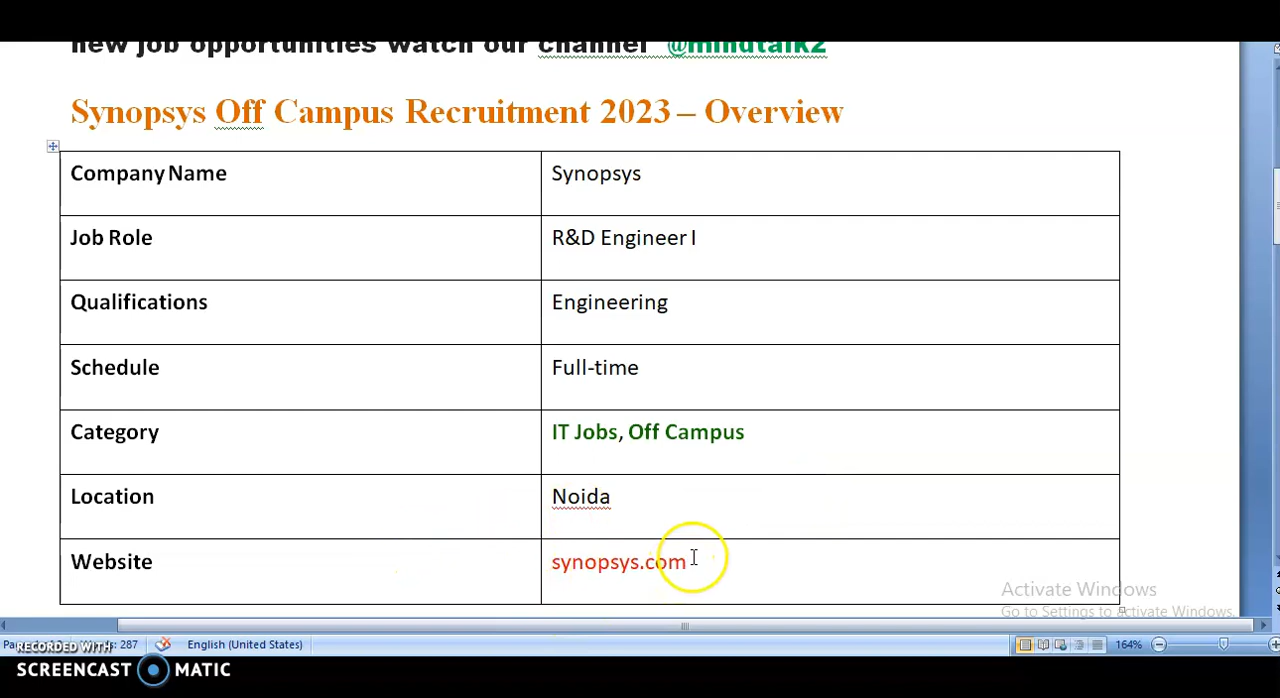 new job opportunities watch our channel @mindtalk2
Synopsys Off Campus Recruitment 2023 – Overview
Company Name Synopsys
Job Role R&D Engineer I
Qualifications Engineering
Schedule Full-time
Category IT Jobs, Off Campus
Location Noida
Website synopsys.com
Activate Windows
Go to Settings to Activate Windows.
287 English (United States) 164%
RECORDED WITH
SCREENCAST MATIC